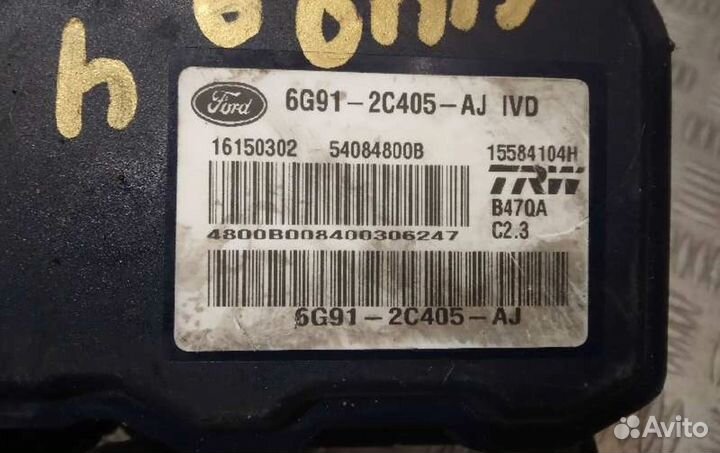 Ford
6G91-2C405-AJ IVD
16150302 54084800B 15584104H
TRW
B470A
4800B008400306247
C2.3
6G91-2C405-AJ
Avito